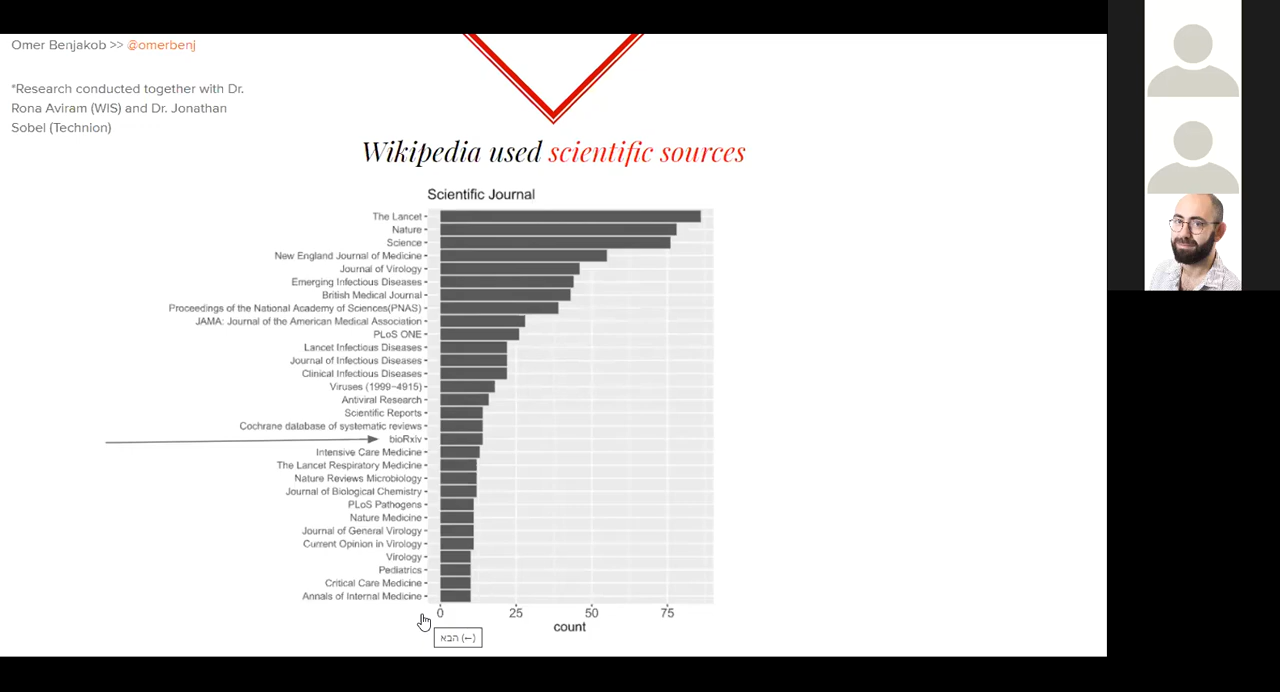 Omer Benjakob >> @omerbenj
*Research conducted together with Dr.
Rona Aviram (WIS) and Dr. Jonathan
Sobel (Technion)
Wikipedia used scientific sources
Scientific Journal
The Lancet
Nature
Science
New England Journal of Medicine
Journal of Virology
Emerging Infectious Diseases
British Medical Journal
Proceedings of the National Academy of Sciences(PNAS)
JAMA: Journal of the American Medical Association
PLoS ONE
Lancet Infectious Diseases
Journal of Infectious Diseases
Clinical Infectious Diseases
Viruses (1999-4915)
Antiviral Research
Scientific Reports
Cochrane database of systematic reviews
bioRxiv
Intensive Care Medicine
The Lancet Respiratory Medicine
Nature Reviews Microbiology
Journal of Biological Chemistry
PLoS Pathogens
Nature Medicine
Journal of General Virology
Current Opinion in Virology
Virology
Pediatrics
Critical Care Medicine
Annals of Internal Medicine
0 25 50 75
count
הבא (←)